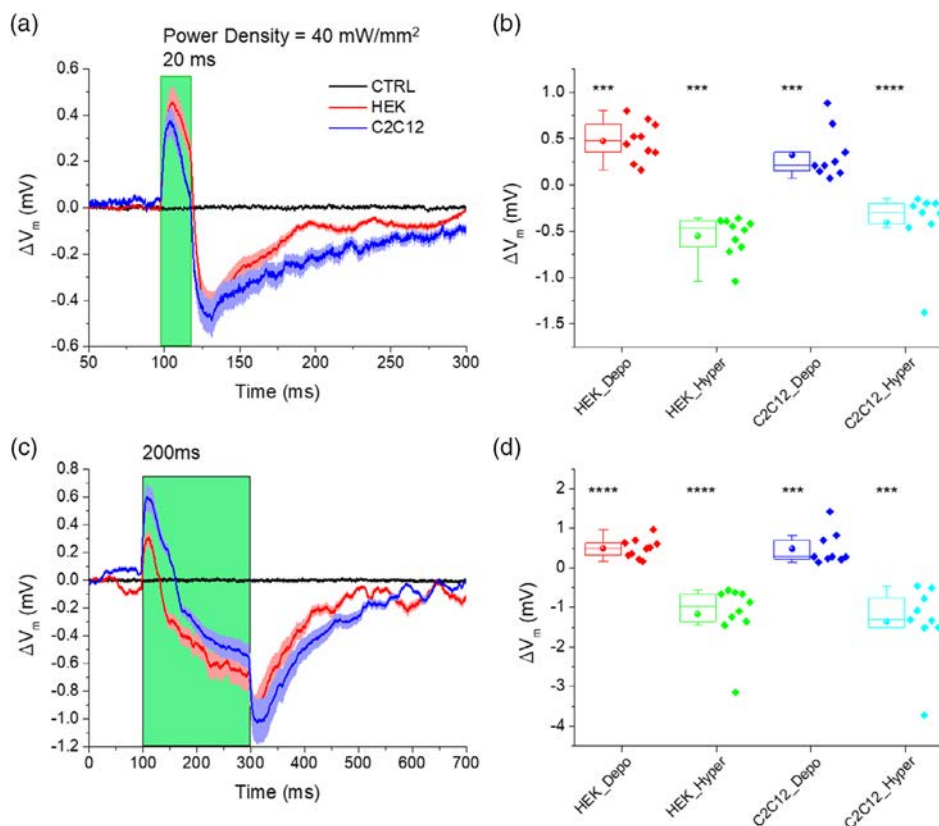 (a)
Power Density = 40 mW/mm²
20 ms
CTRL
HEK
C2C12
0.6
0.4
0.2
0.0
-0.2
-0.4
-0.6
ΔVm (mV)
50 100 150 200 250 300
Time (ms)
(b)
*** *** *** ****
1.0
0.5
0.0
-0.5
-1.0
-1.5
ΔVm (mV)
HEK_Depo
HEK_Hyper
C2C12_Depo
C2C12_Hyper
(c)
200ms
0.8
0.6
0.4
0.2
0.0
-0.2
-0.4
-0.6
-0.8
-1.0
-1.2
ΔVm (mV)
0 100 200 300 400 500 600 700
Time (ms)
(d)
**** **** *** ***
2
1
0
-1
-2
-3
-4
ΔVm (mV)
HEK_Depo
HEK_Hyper
C2C12_Depo
C2C12_Hyper